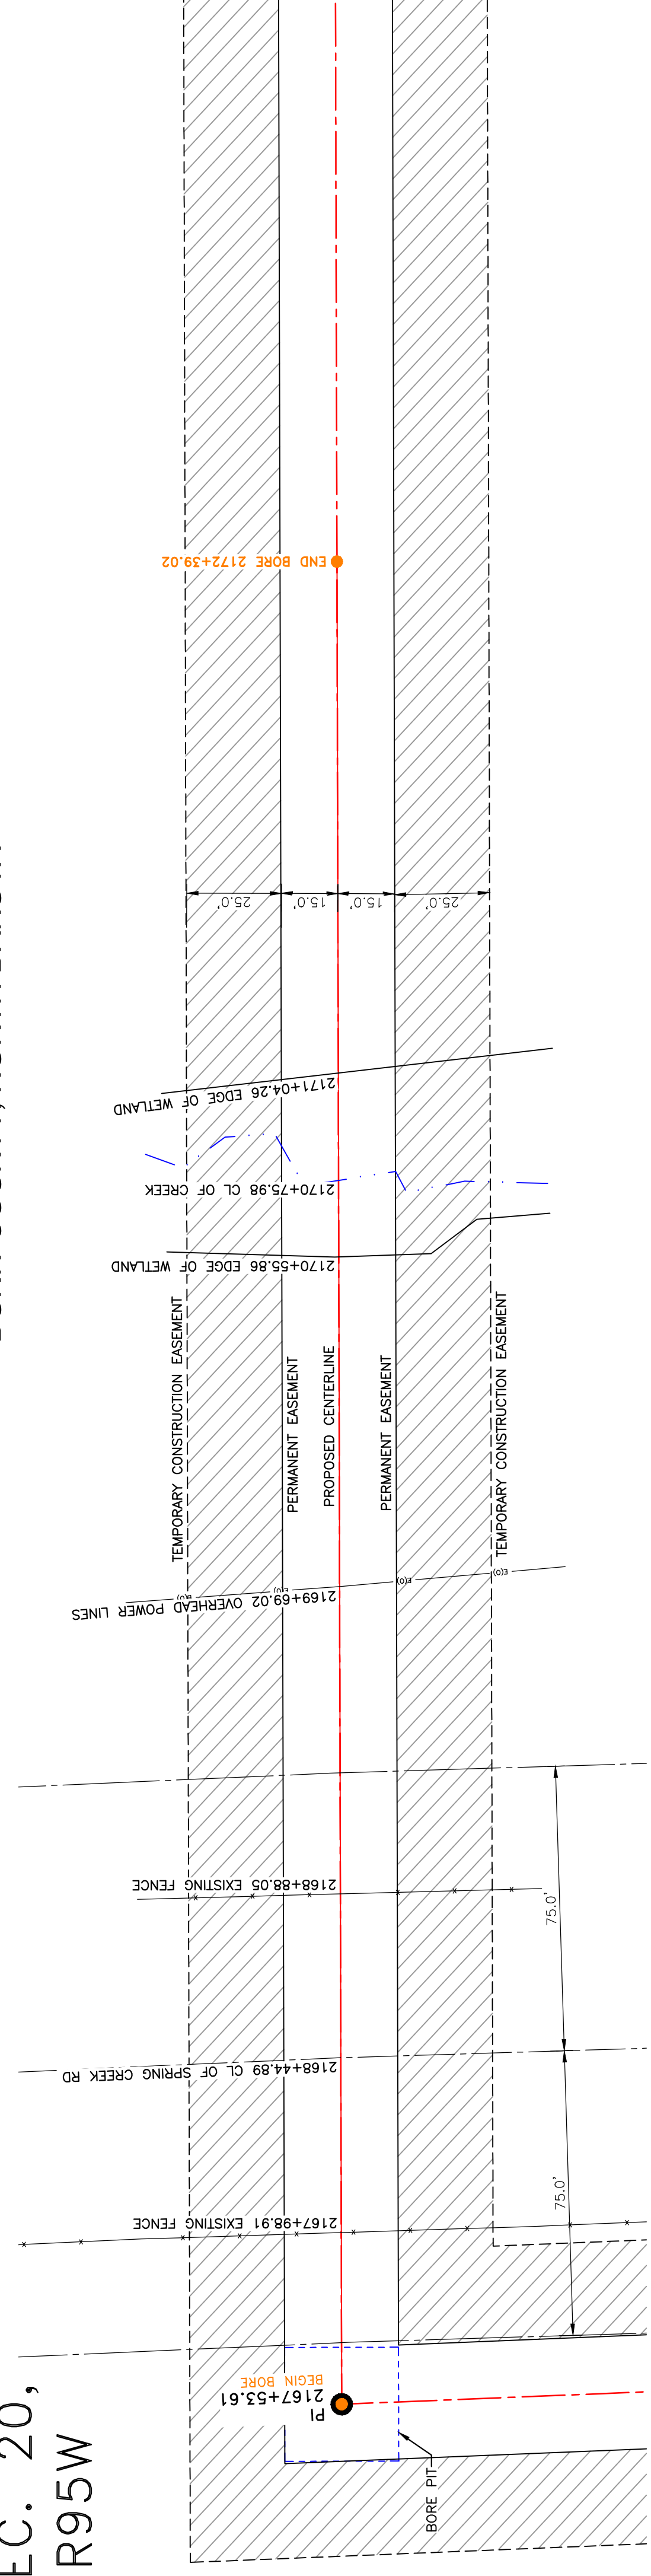 END BORE 2172+39.02
25.0'
15.0'
15.0'
25.0'
2171+04.26 EDGE OF WETLAND
2170+75.98 CL OF CREEK
2170+55.86 EDGE OF WETLAND
TEMPORARY CONSTRUCTION EASEMENT
PERMANENT EASEMENT
PROPOSED CENTERLINE
PERMANENT EASEMENT
TEMPORARY CONSTRUCTION EASEMENT
E(O)
E(O)
E(O)
E(O)
2169+69.02 OVERHEAD POWER LINES
2168+88.05 EXISTING FENCE
75.0'
2168+44.89 CL OF SPRING CREEK RD
75.0'
2167+98.91 EXISTING FENCE
BEGIN BORE
2167+53.61
PI
BORE PIT
EC. 20,
R95W